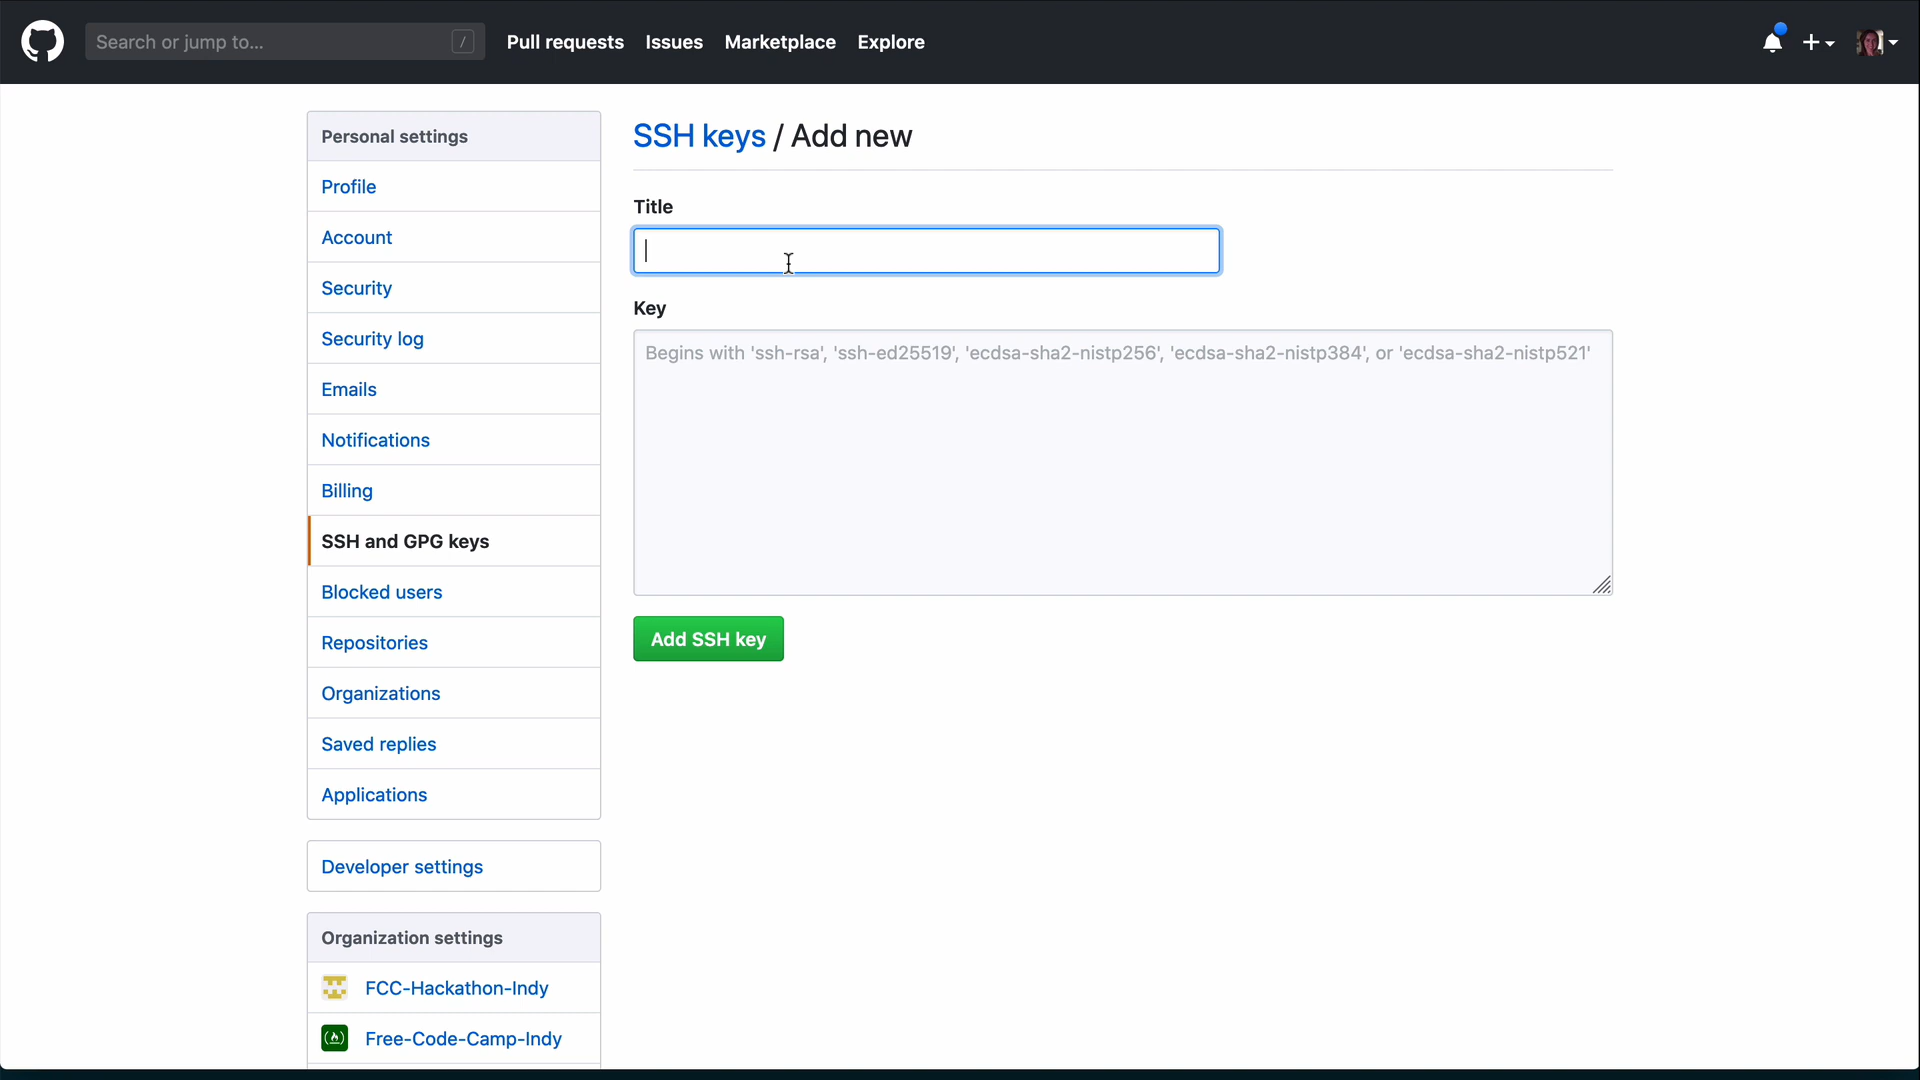 Search or jump to...
/
Pull requests
Issues
Marketplace
Explore
Personal settings
Profile
Account
Security
Security log
Emails
Notifications
Billing
SSH and GPG keys
Blocked users
Repositories
Organizations
Saved replies
Applications
Developer settings
Organization settings
FCC-Hackathon-Indy
Free-Code-Camp-Indy
SSH keys / Add new
Title
Key
Begins with 'ssh-rsa', 'ssh-ed25519', 'ecdsa-sha2-nistp256', 'ecdsa-sha2-nistp384', or 'ecdsa-sha2-nistp521'
Add SSH key